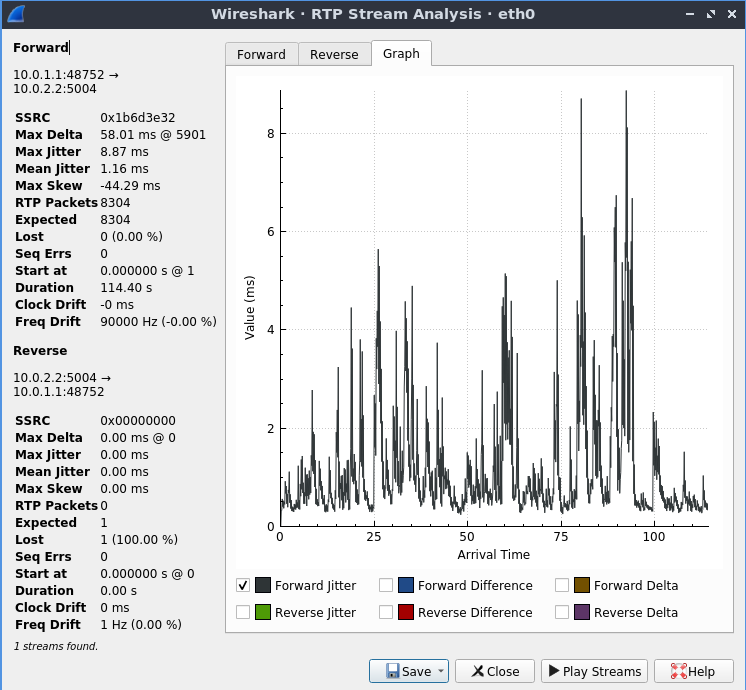 Wireshark · RTP Stream Analysis · eth0
Forward
10.0.1.1:48752 →
10.0.2.2:5004
SSRC 0x1b6d3e32
Max Delta 58.01 ms @ 5901
Max Jitter 8.87 ms
Mean Jitter 1.16 ms
Max Skew -44.29 ms
RTP Packets 8304
Expected 8304
Lost 0 (0.00 %)
Seq Errs 0
Start at 0.000000 s @ 1
Duration 114.40 s
Clock Drift -0 ms
Freq Drift 90000 Hz (-0.00 %)
Reverse
10.0.2.2:5004 →
10.0.1.1:48752
SSRC 0x00000000
Max Delta 0.00 ms @ 0
Max Jitter 0.00 ms
Mean Jitter 0.00 ms
Max Skew 0.00 ms
RTP Packets 0
Expected 1
Lost 1 (100.00 %)
Seq Errs 0
Start at 0.000000 s @ 0
Duration 0.00 s
Clock Drift 0 ms
Freq Drift 1 Hz (0.00 %)
1 streams found.
Forward Reverse Graph
Value (ms)
8
6
4
2
0
0 25 50 75 100
Arrival Time
Forward Jitter Forward Difference Forward Delta
Reverse Jitter Reverse Difference Reverse Delta
Save Close Play Streams Help